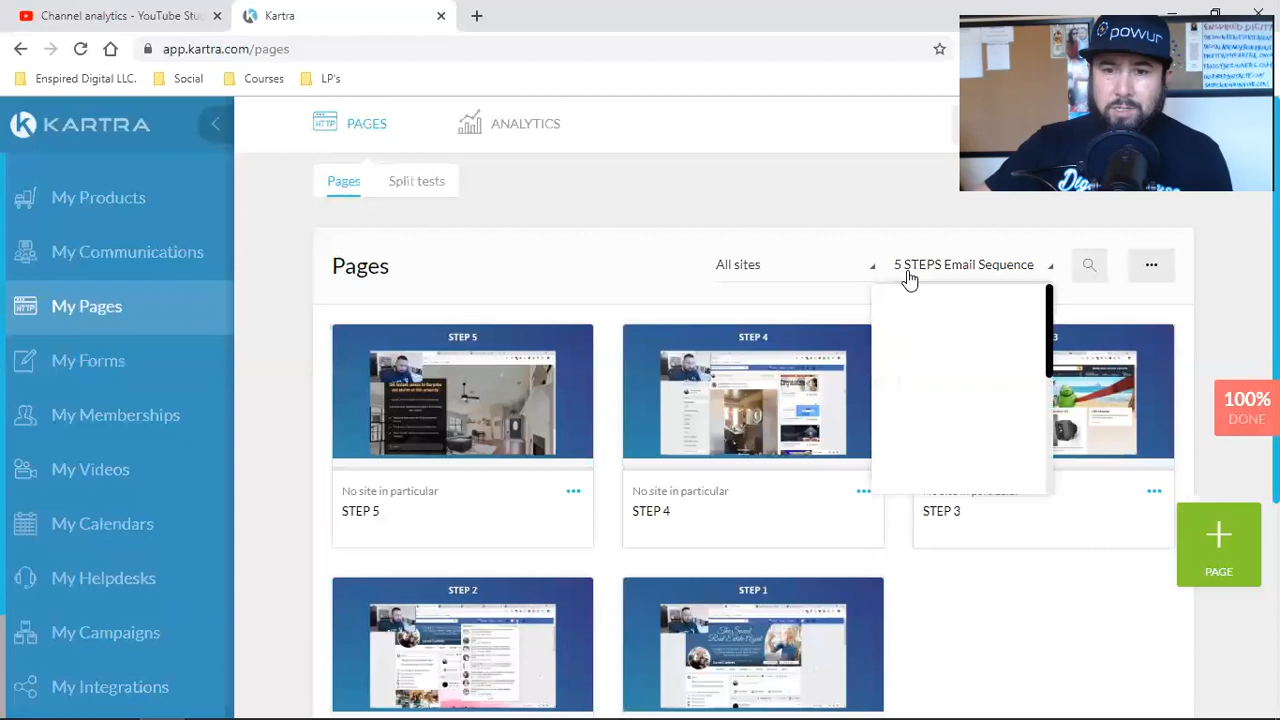 Channel analytics - YouTube Stu
Kartra
app.kartra.com/pag
Enspired Digital LLC.
Social
Courses
LP's
powur
KARTRA
PAGES
ANALYTICS
Pages
Split tests
My Products
My Communications
My Pages
My Forms
My Memberships
My Videos
My Calendars
My Helpdesks
My Campaigns
My Integrations
Pages
All sites
5 STEPS Email Sequence
STEP 5
STEP 4
3
No site in particular
STEP 5
No site in particular
STEP 4
STEP 3
STEP 2
STEP 1
100%
DONE
PAGE